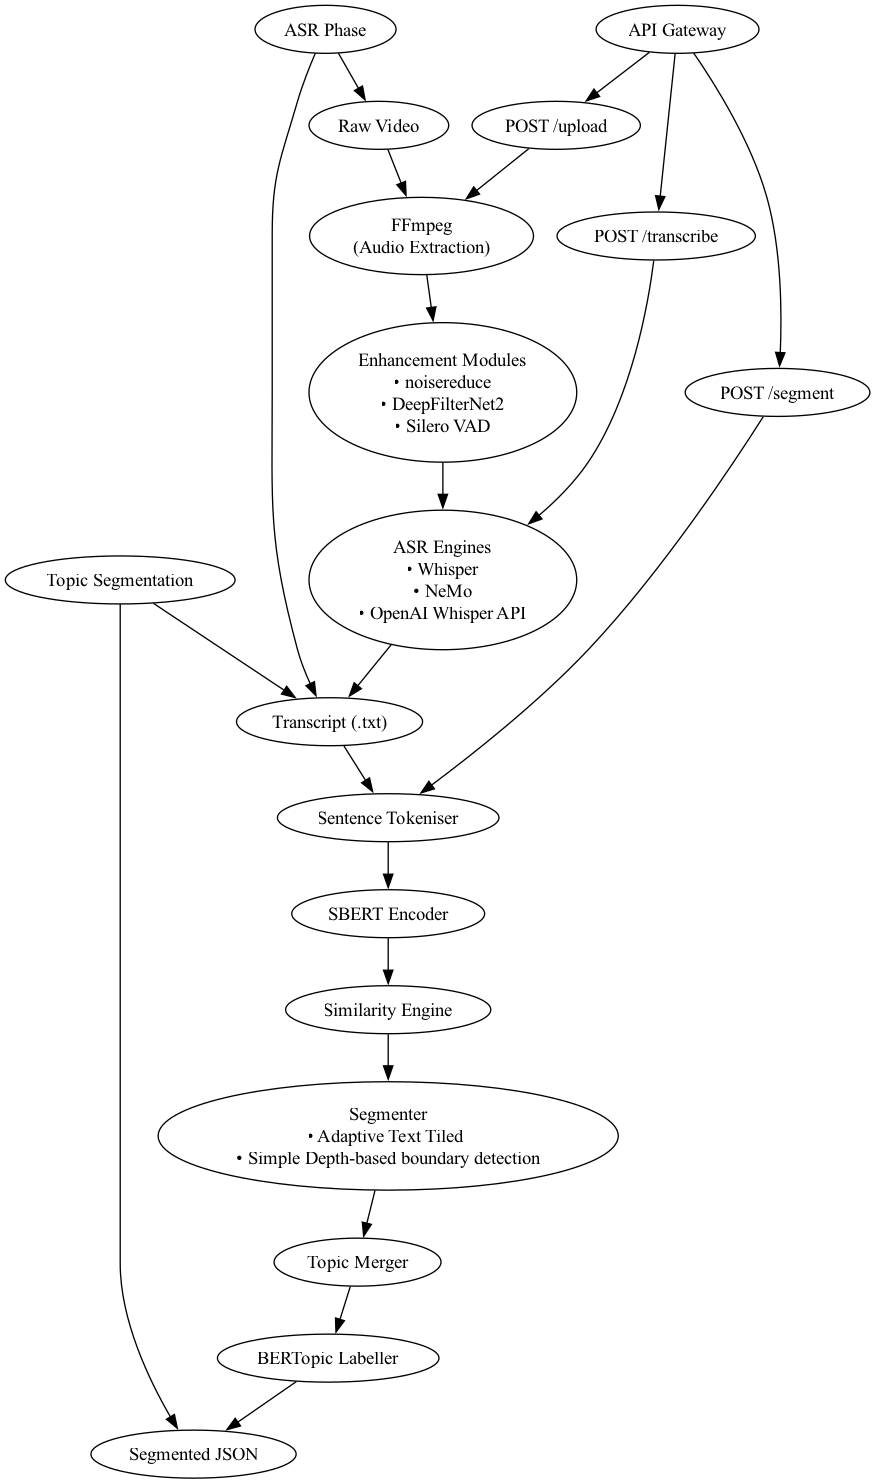 ASR Phase
API Gateway
Raw Video
POST /upload
FFmpeg
(Audio Extraction)
POST /transcribe
Enhancement Modules
• noisereduce
• DeepFilterNet2
• Silero VAD
POST /segment
ASR Engines
• Whisper
• NeMo
• OpenAI Whisper API
Topic Segmentation
Transcript (.txt)
Sentence Tokeniser
SBERT Encoder
Similarity Engine
Segmenter
• Adaptive Text Tiled
• Simple Depth-based boundary detection
Topic Merger
BERTopic Labeller
Segmented JSON